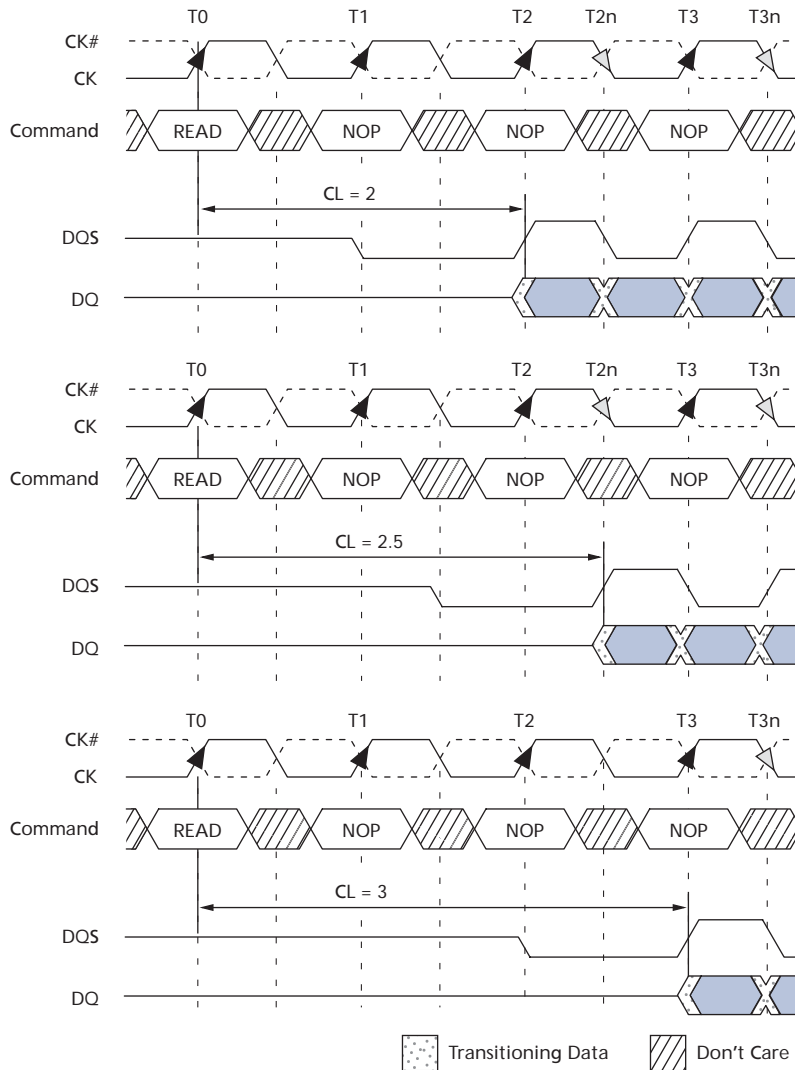 T0 T1 T2 T2n T3 T3n
CK#
CK
Command READ NOP NOP NOP
CL = 2
DQS
DQ
T0 T1 T2 T2n T3 T3n
CK#
CK
Command READ NOP NOP NOP
CL = 2.5
DQS
DQ
T0 T1 T2 T3 T3n
CK#
CK
Command READ NOP NOP NOP
CL = 3
DQS
DQ
Transitioning Data Don't Care